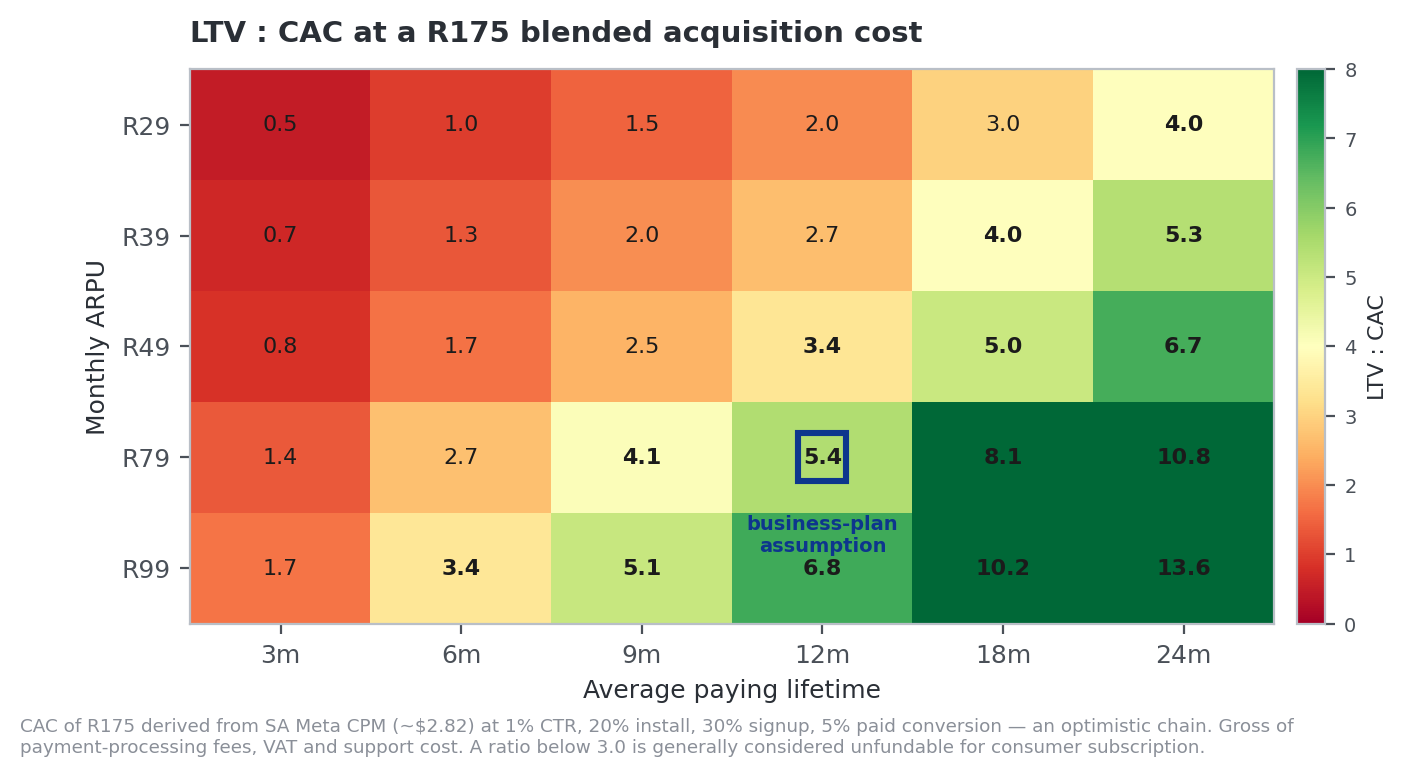 LTV : CAC at a R175 blended acquisition cost
R29 0.5 1.0 1.5 2.0 3.0 4.0
R39 0.7 1.3 2.0 2.7 4.0 5.3
R49 0.8 1.7 2.5 3.4 5.0 6.7
R79 1.4 2.7 4.1 5.4 8.1 10.8
business-plan
assumption
R99 1.7 3.4 5.1 6.8 10.2 13.6
3m 6m 9m 12m 18m 24m
Average paying lifetime
Monthly ARPU
8
7
6
5
4
3
2
1
0
LTV : CAC
CAC of R175 derived from SA Meta CPM (~$2.82) at 1% CTR, 20% install, 30% signup, 5% paid conversion — an optimistic chain. Gross of
payment-processing fees, VAT and support cost. A ratio below 3.0 is generally considered unfundable for consumer subscription.